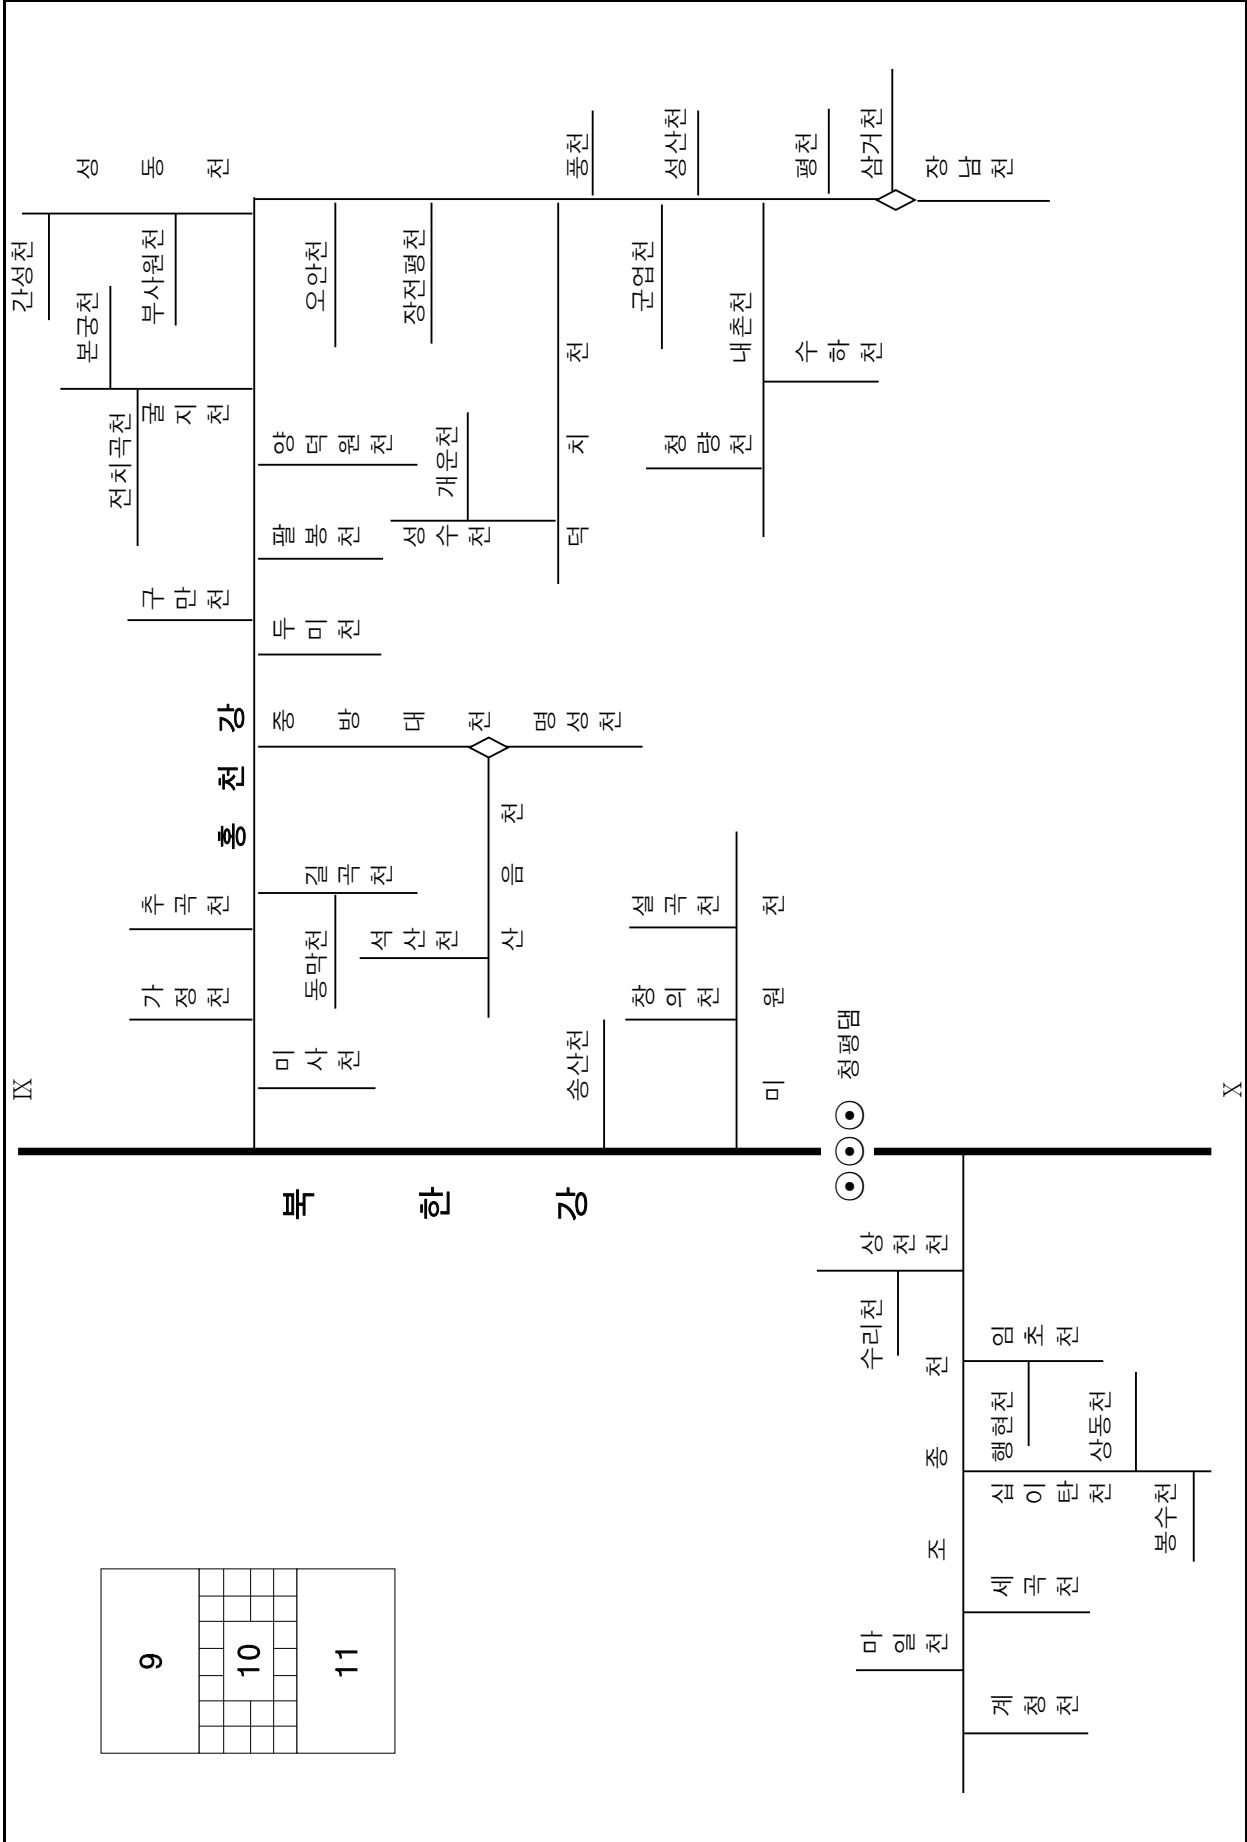 Ⅸ
간성천
성동천
본궁천
부사원천
전치곡천
굴지천
구만천
추곡천
가정천
홍천강
9
10
11
북한강
미사천
동막천
길곡천
석산천
산음천
중방대천
명성천
두미천
팔봉천
양덕원천
성수천
개운천
오안천
장전평천
덕치천
풍천
군업천
성산천
청량천
내촌천
수하천
평천
삼거천
장남천
송산천
창의천
설곡천
미원천
청평댐
상천천
수리천
조종천
마일천
계정천
세곡천
십이탄천
행현천
임초천
상동천
봉수천
Ⅹ